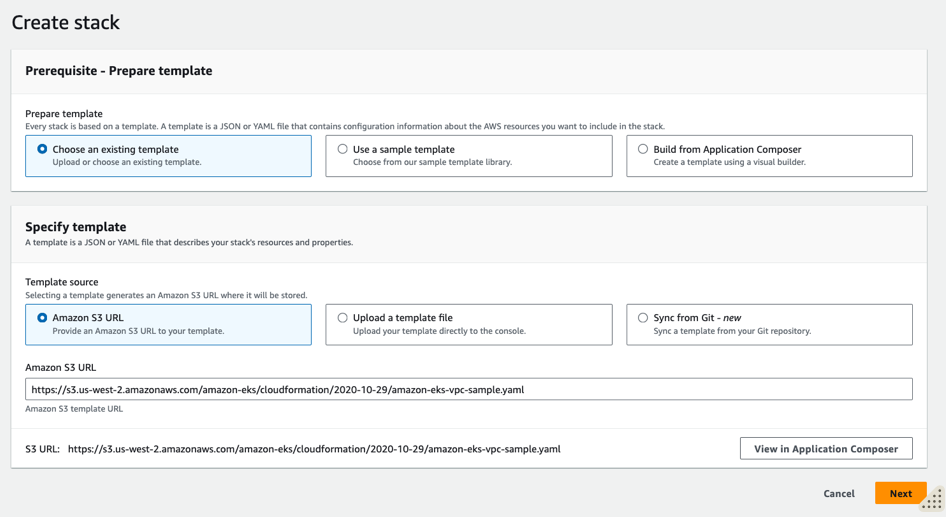 Create stack
Prerequisite - Prepare template
Prepare template
Every stack is based on a template. A template is a JSON or YAML file that contains configuration information about the AWS resources you want to include in the stack.
Choose an existing template
Upload or choose an existing template.
Use a sample template
Choose from our sample template library.
Build from Application Composer
Create a template using a visual builder.
Specify template
A template is a JSON or YAML file that describes your stack's resources and properties.
Template source
Selecting a template generates an Amazon S3 URL where it will be stored.
Amazon S3 URL
Provide an Amazon S3 URL to your template.
Upload a template file
Upload your template directly to the console.
Sync from Git - new
Sync a template from your Git repository.
Amazon S3 URL
https://s3.us-west-2.amazonaws.com/amazon-eks/cloudformation/2020-10-29/amazon-eks-vpc-sample.yaml
Amazon S3 template URL
S3 URL: https://s3.us-west-2.amazonaws.com/amazon-eks/cloudformation/2020-10-29/amazon-eks-vpc-sample.yaml
View in Application Composer
Cancel
Next